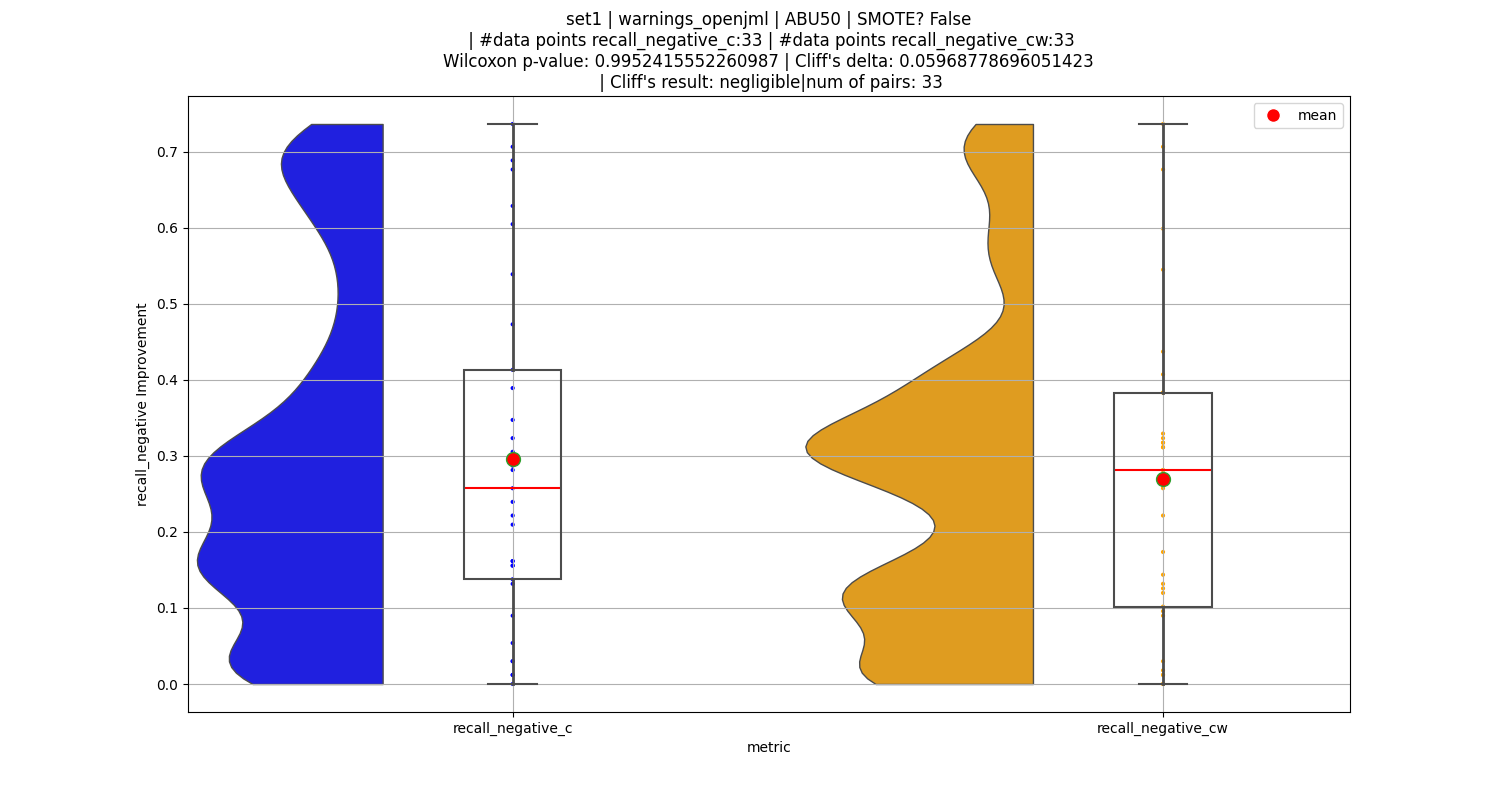 set1 | warnings_openjml | ABU50 | SMOTE? False
| #data points recall_negative_c:33 | #data points recall_negative_cw:33
Wilcoxon p-value: 0.9952415552260987 | Cliff's delta: 0.05968778696051423
| Cliff's result: negligible|num of pairs: 33
mean
0.7
0.6
0.5
0.4
0.3
0.2
0.1
0.0
recall_negative Improvement
recall_negative_c
recall_negative_cw
metric